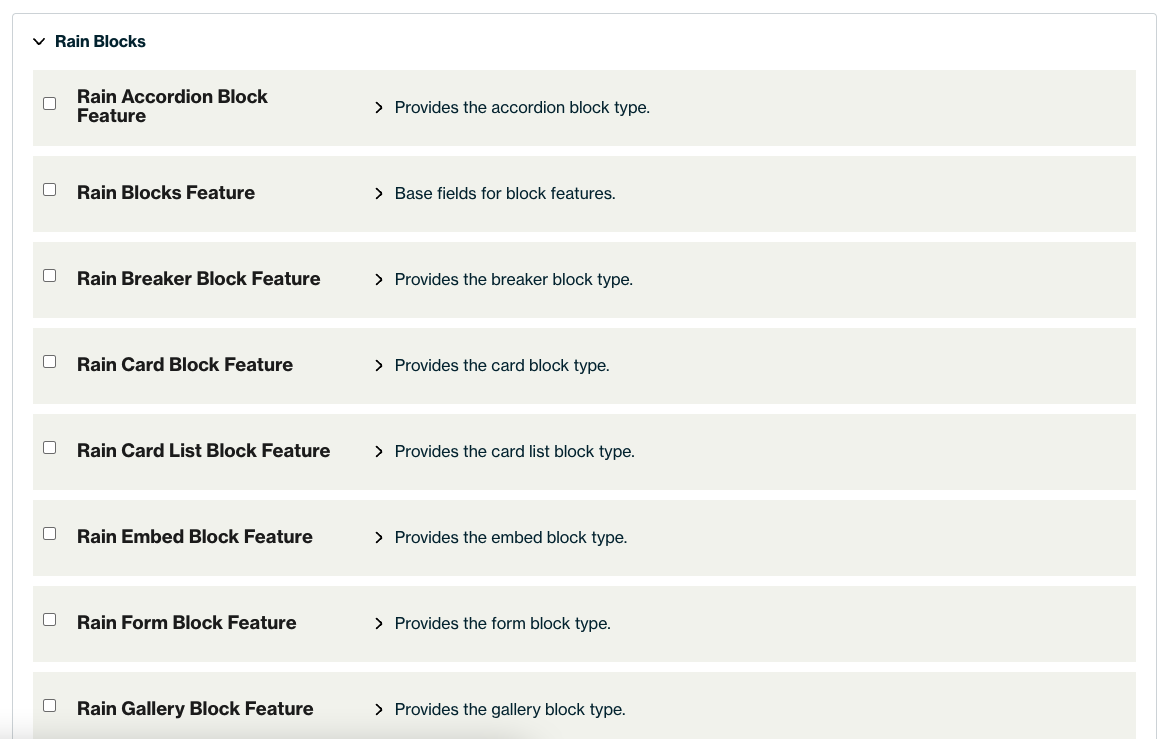 Rain Blocks
Rain Accordion Block
Feature
Provides the accordion block type.
Rain Blocks Feature
Base fields for block features.
Rain Breaker Block Feature
Provides the breaker block type.
Rain Card Block Feature
Provides the card block type.
Rain Card List Block Feature
Provides the card list block type.
Rain Embed Block Feature
Provides the embed block type.
Rain Form Block Feature
Provides the form block type.
Rain Gallery Block Feature
Provides the gallery block type.